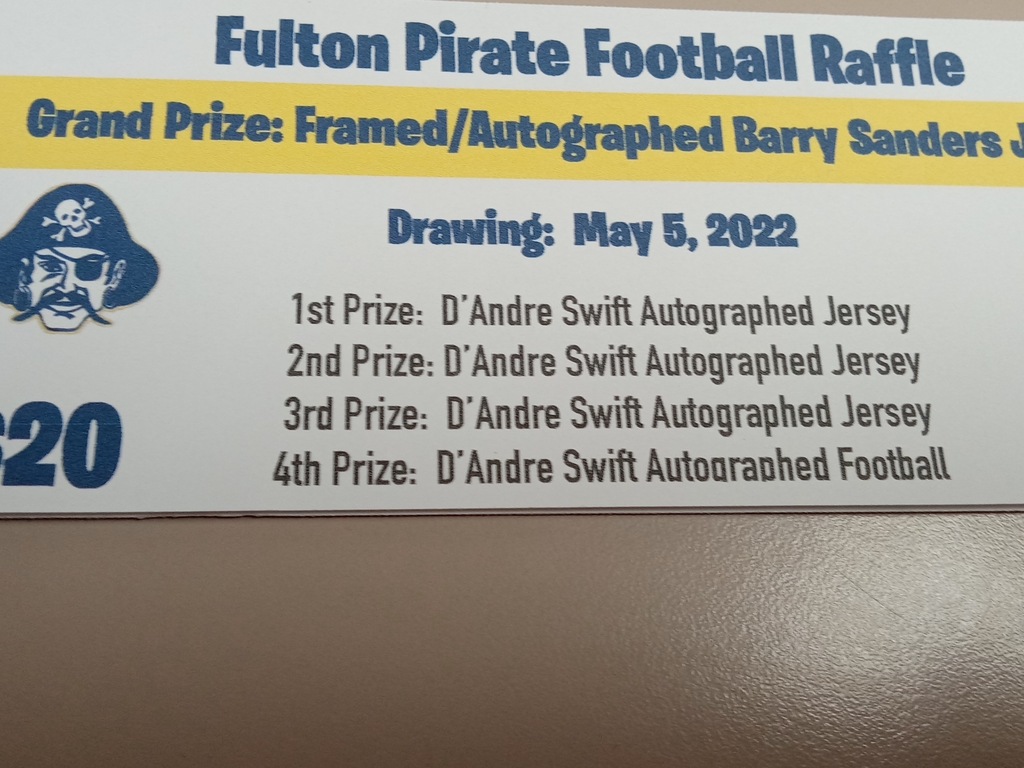 Fulton Pirate Football Raffle
Grand Prize: Framed/Autographed Barry Sanders
Drawing: May 5, 2022
1st Prize: D'Andre Swift Autographed Jersey
2nd Prize: D'Andre Swift Autographed Jersey
3rd Prize: D'Andre Swift Autographed Jersey
$20
4th Prize: D'Andre Swift Autographed Football